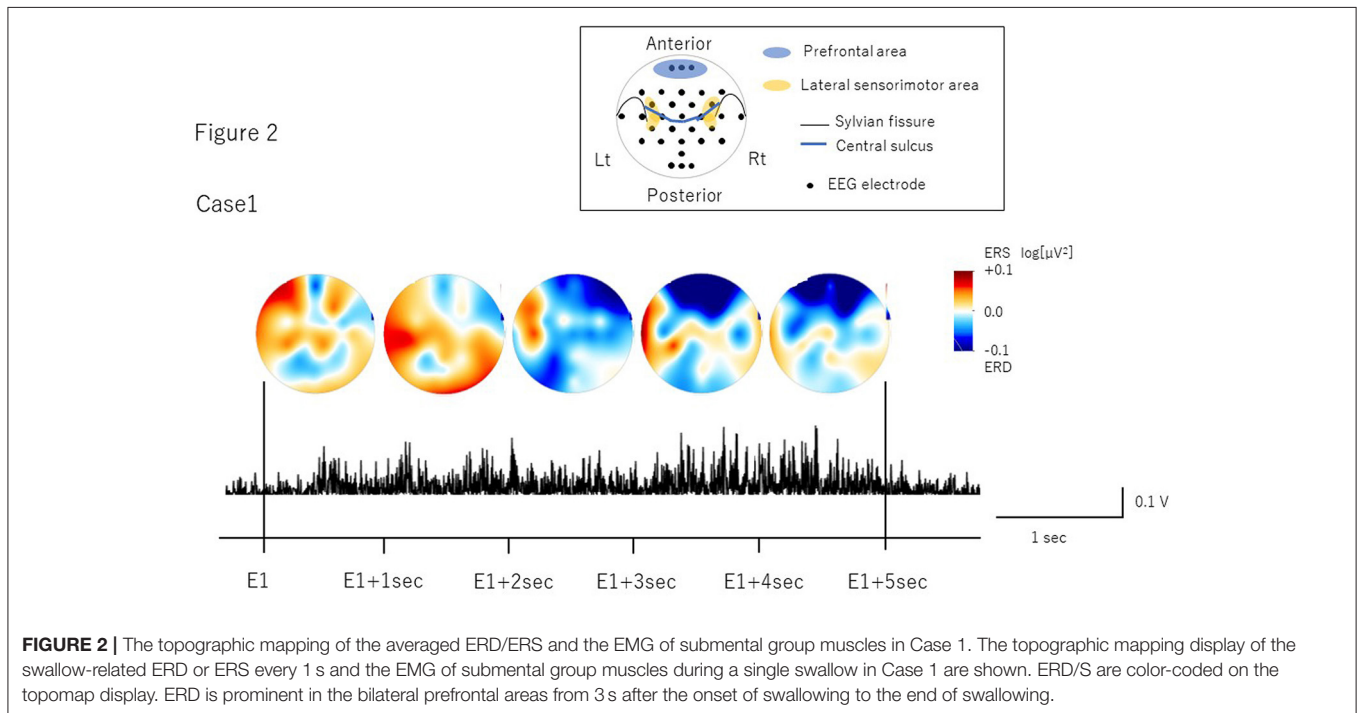 Anterior
Prefrontal area
Lateral sensorimotor area
Sylvian fissure
Central sulcus
EEG electrode
Lt
Rt
Posterior
Figure 2
Case1
ERS log[μV²]
+0.1
0.0
-0.1
ERD
0.1 V
1 sec
E1
E1+1sec
E1+2sec
E1+3sec
E1+4sec
E1+5sec
FIGURE 2 | The topographic mapping of the averaged ERD/ERS and the EMG of submental group muscles in Case 1. The topographic mapping display of the
swallow-related ERD or ERS every 1 s and the EMG of submental group muscles during a single swallow in Case 1 are shown. ERD/S are color-coded on the
topomap display. ERD is prominent in the bilateral prefrontal areas from 3 s after the onset of swallowing to the end of swallowing.